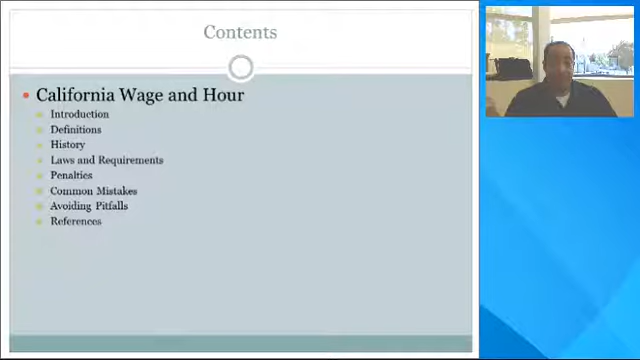 Contents
California Wage and Hour
Introduction
Definitions
History
Laws and Requirements
Penalties
Common Mistakes
Avoiding Pitfalls
References